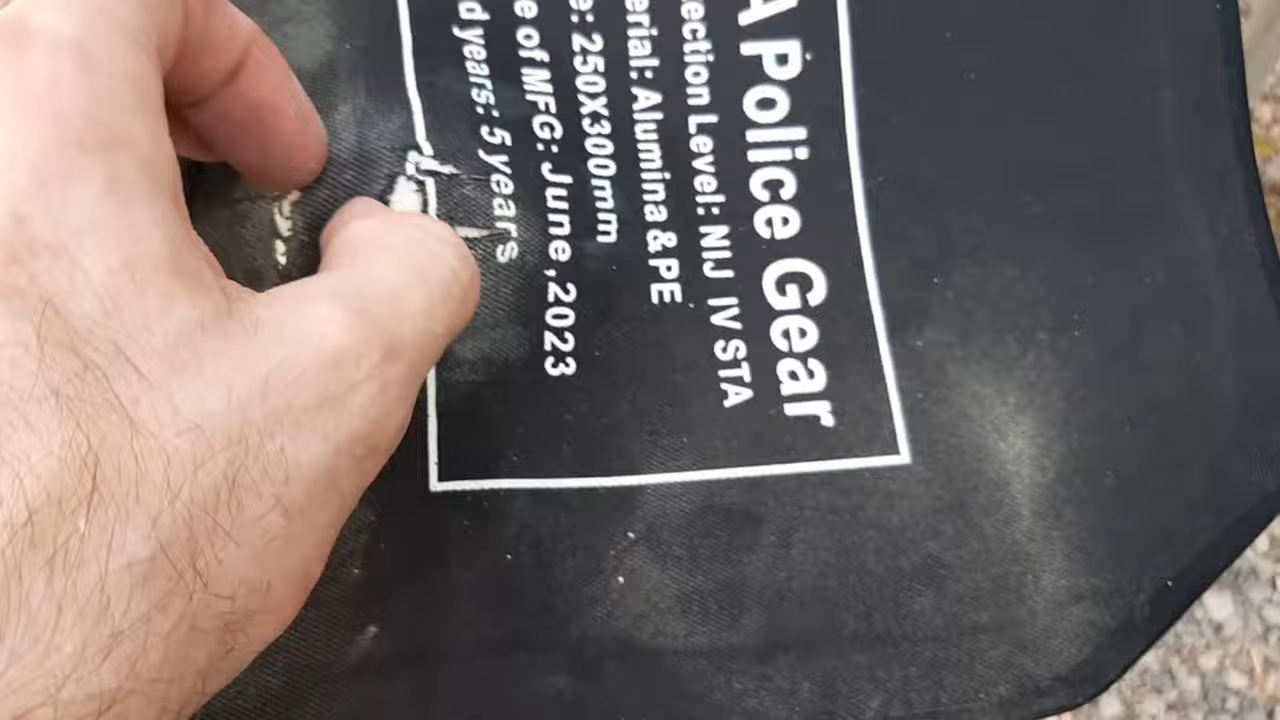 A Police Gear
ection Level: NIJ IV STA
erial: Alumina & PE
e: 250X300mm
e of MFG: June,2023
d years: 5 years